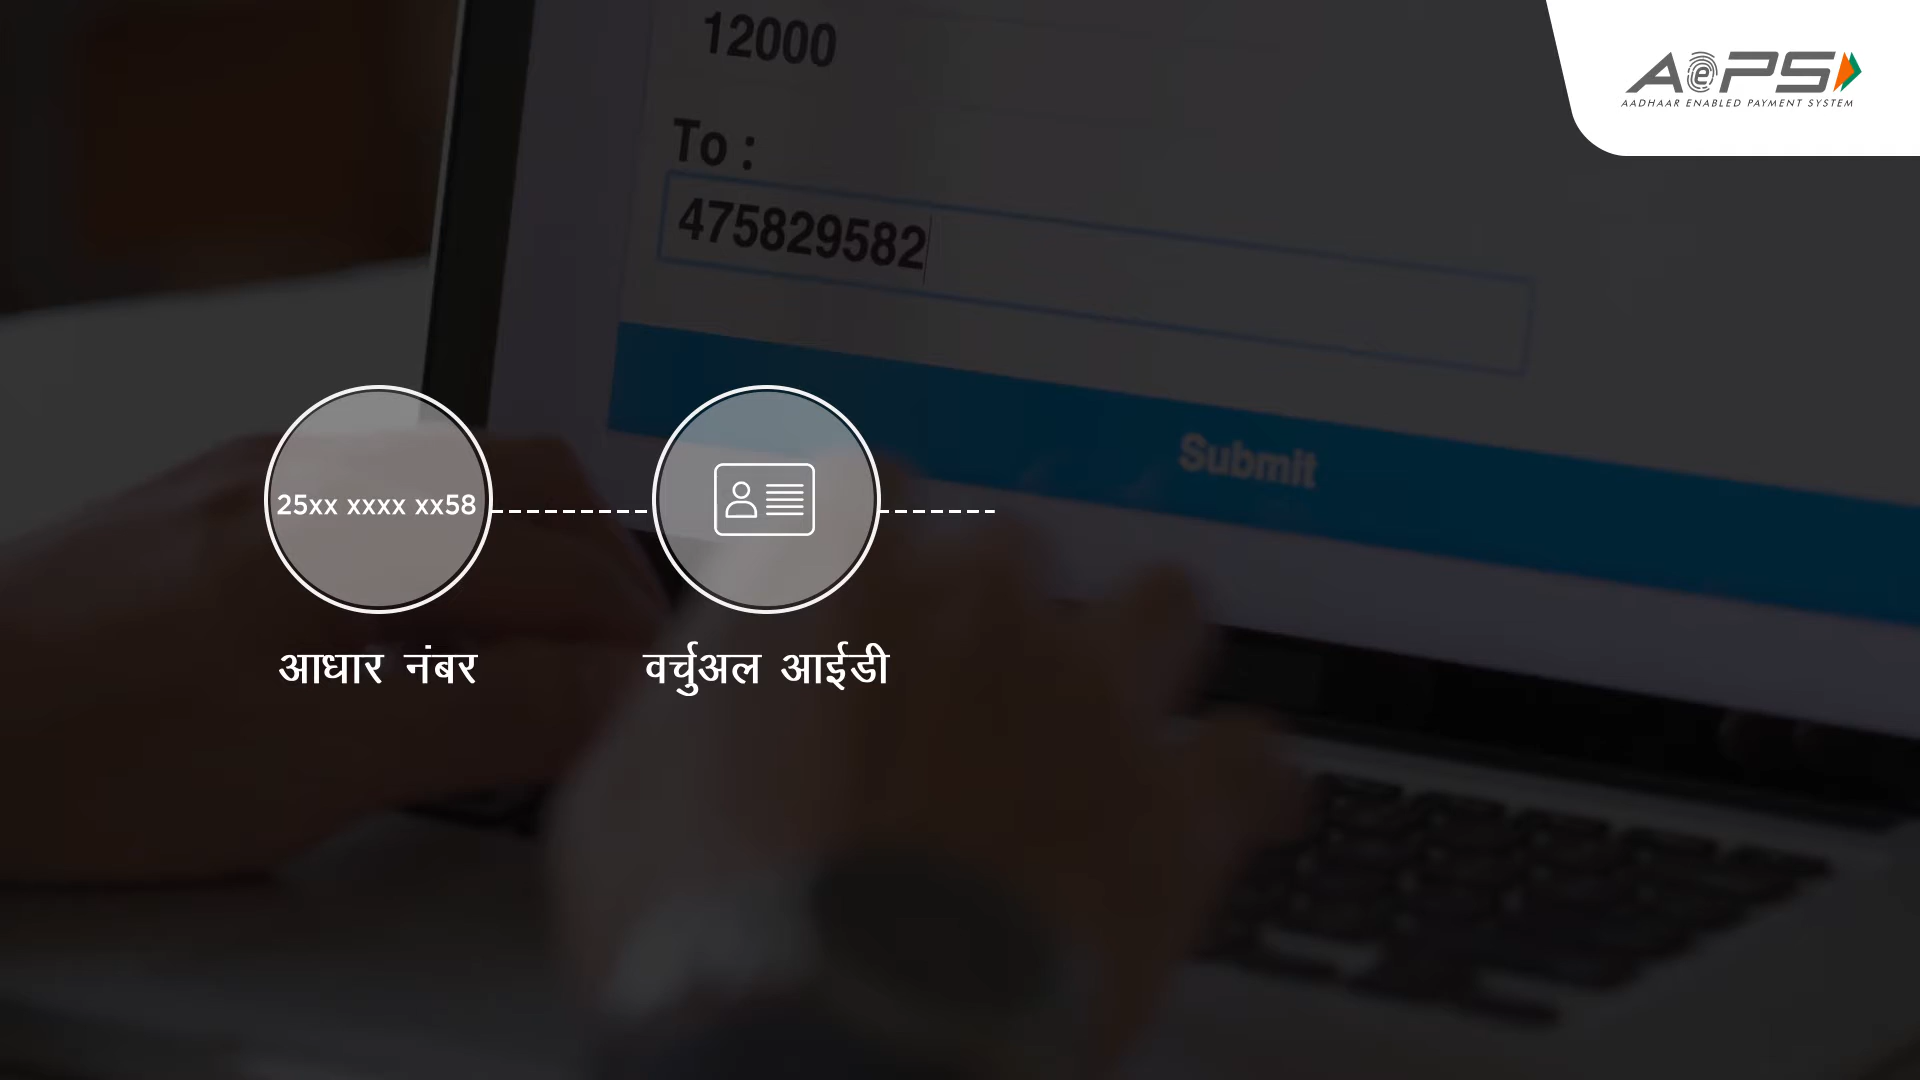 12000
To :
475829582
Submit
AePS
AADHAAR ENABLED PAYMENT SYSTEM
25xx xxxx xx58
आधार नंबर
वर्चुअल आईडी